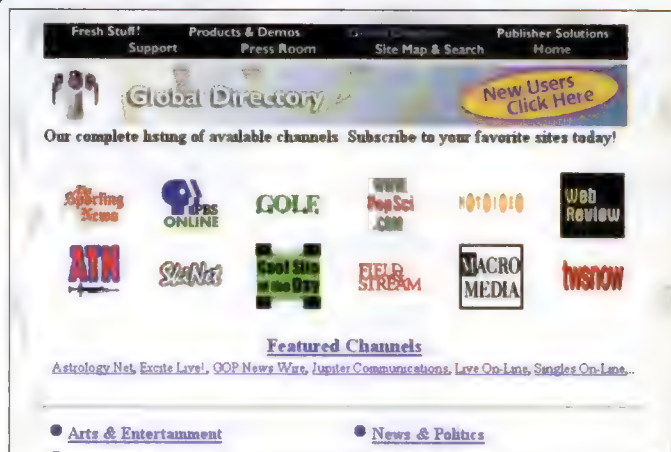 Fresh Stuff! Products & Demos Publisher Solutions
Support Press Room Site Map & Search Home
Global Directory
New Users
Click Here
Our complete listing of available channels Subscribe to your favorite sites today!
The Sporting News
PBS ONLINE
GOLF
www.PopSci.com
HOTVIDEO
Web Review
ATN
SkiNet
Cool Site of the Day
FIELD & STREAM
MACRO MEDIA
twsnow
Featured Channels
Astrology Net, Excite Live!, GOP News Wire, Jupiter Communications, Live On-Line, Singles On-Line,...
Arts & Entertainment News & Politics